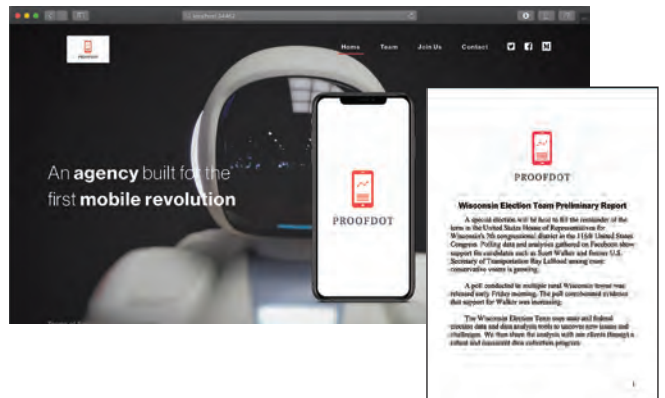 localhost:34462
PROOFDOT
Home Team Join Us Contact
An agency built for the
first mobile revolution
PROOFDOT
PROOFDOT
Wisconsin Election Team Preliminary Report
A special election will be held to fill the remainder of the
term in the United States House of Representatives for
Wisconsin's 7th congressional district in the 116th United States
Congress. Polling data and analytics gathered on Facebook show
support for candidates such as Scott Walker and former U.S.
Secretary of Transportation Ray LaHood among more
conservative voters is growing.
A poll conducted in multiple rural Wisconsin towns was
released early Friday morning. The poll contributed evidence
that support for Walker was increasing.
The Wisconsin Election Team uses state and federal
election data and data analysis tools to uncover new issues and
challenges. We then share the analysis with our clients through a
robust and consistent data collection program.
1